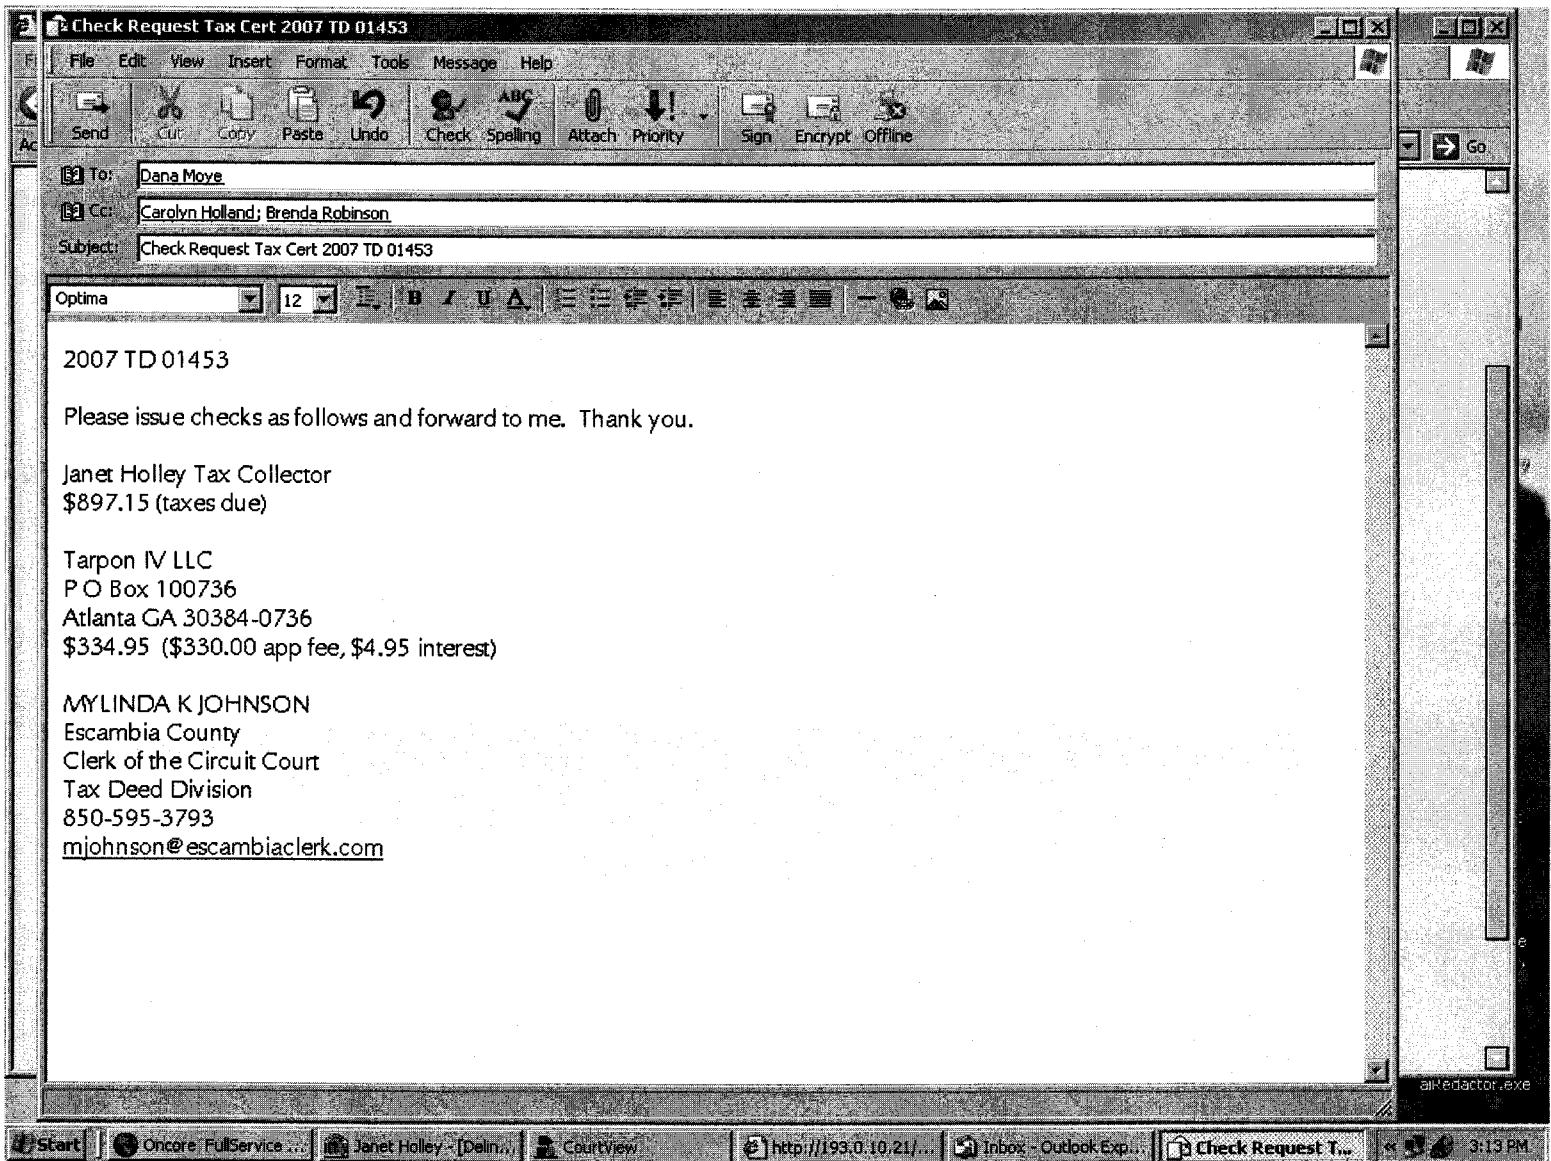 Check Request Tax Cert 2007 TD 01453
File Edit View Insert Format Tools Message Help
Send Cut Copy Paste Undo Check Spelling Attach Priority Sign Encrypt Offline
Go
To: Dana Moye
Cc: Carolyn Holland; Brenda Robinson
Subject: Check Request Tax Cert 2007 TD 01453
Optima 12
2007 TD 01453
Please issue checks as follows and forward to me.  Thank you.
Janet Holley Tax Collector
$897.15 (taxes due)
Tarpon IV LLC
P O Box 100736
Atlanta GA 30384-0736
$334.95  ($330.00 app fee, $4.95 interest)
MYLINDA K JOHNSON
Escambia County
Clerk of the Circuit Court
Tax Deed Division
850-595-3793
mjohnson@escambiaclerk.com
Start Oncore FullService ... Janet Holley - [Delin... CourtView http://193.0.10.21/... Inbox - Outlook Exp... Check Request T... 3:13 PM